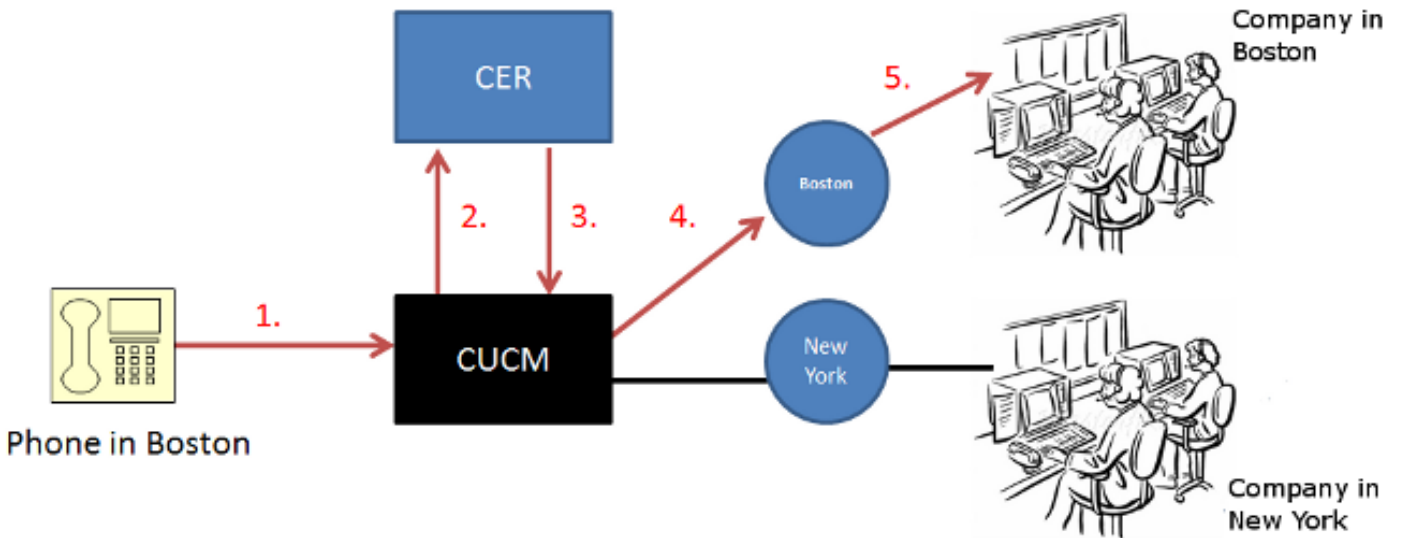 Company in
Boston
CER
5.
Boston
2.
3.
4.
1.
CUCM
New
York
Phone in Boston
Company in
New York